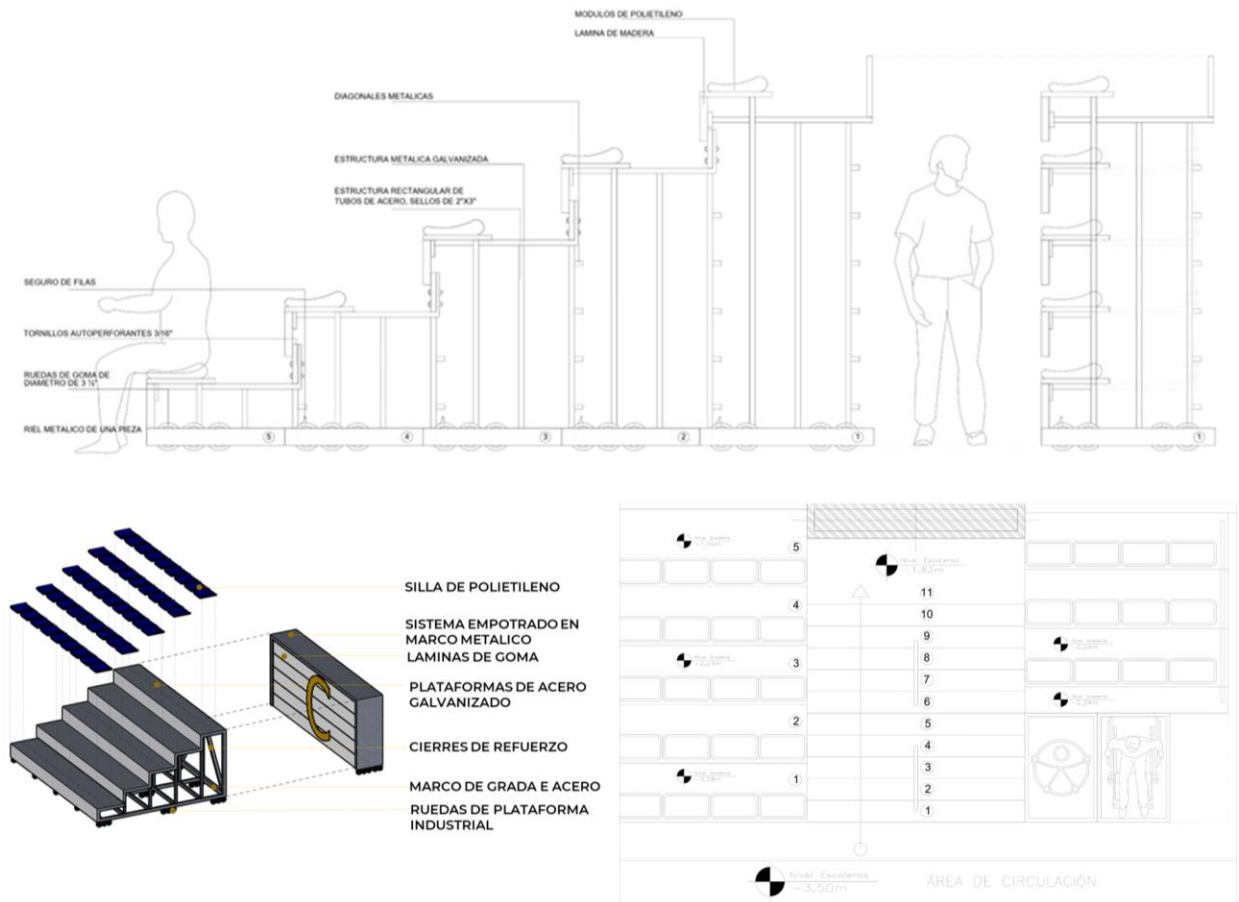 MODULOS DE POLIETILENO
LAMINA DE MADERA
DIAGONALES METALICAS
ESTRUCTURA METALICA GALVANIZADA
ESTRUCTURA RECTANGULAR DE
TUBOS DE ACERO, SELLOS DE 2"X3"
SEGURO DE FILAS
TORNILLOS AUTOPERFORANTES 3/16"
RUEDAS DE GOMA DE
DIAMETRO DE 3 ½"
RIEL METALICO DE UNA PIEZA
5
4
3
2
1
1
SILLA DE POLIETILENO
SISTEMA EMPOTRADO EN
MARCO METALICO
LAMINAS DE GOMA
PLATAFORMAS DE ACERO
GALVANIZADO
CIERRES DE REFUERZO
MARCO DE GRADA E ACERO
RUEDAS DE PLATAFORMA
INDUSTRIAL
C
5
4
3
2
1
Nivel Escaleras
-1,82m
11
10
9
8
7
6
5
4
3
2
1
Nivel Escaleras
-3,50m
ÁREA DE CIRCULACIÓN